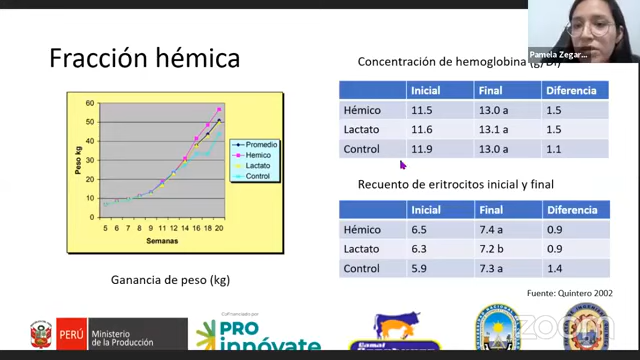 Pamela Zegar...
Fracción hémica
Concentración de hemoglobina (g/Dl)
Inicial Final Diferencia
Hémico 11.5 13.0 a 1.5
Lactato 11.6 13.1 a 1.5
Control 11.9 13.0 a 1.1
60
50
40
30
20
10
0
Peso kg
5 6 7 8 9 11 12 14 16 18 20
Semanas
Promedio
Hemico
Lactato
Control
Ganancia de peso (kg)
Recuento de eritrocitos inicial y final
Inicial Final Diferencia
Hémico 6.5 7.4 a 0.9
Lactato 6.3 7.2 b 0.9
Control 5.9 7.3 a 1.4
Fuente: Quintero 2002
PERÚ
Ministerio
de la Producción
Cofinanciado por
PRO
innóvate
Camal
zoom